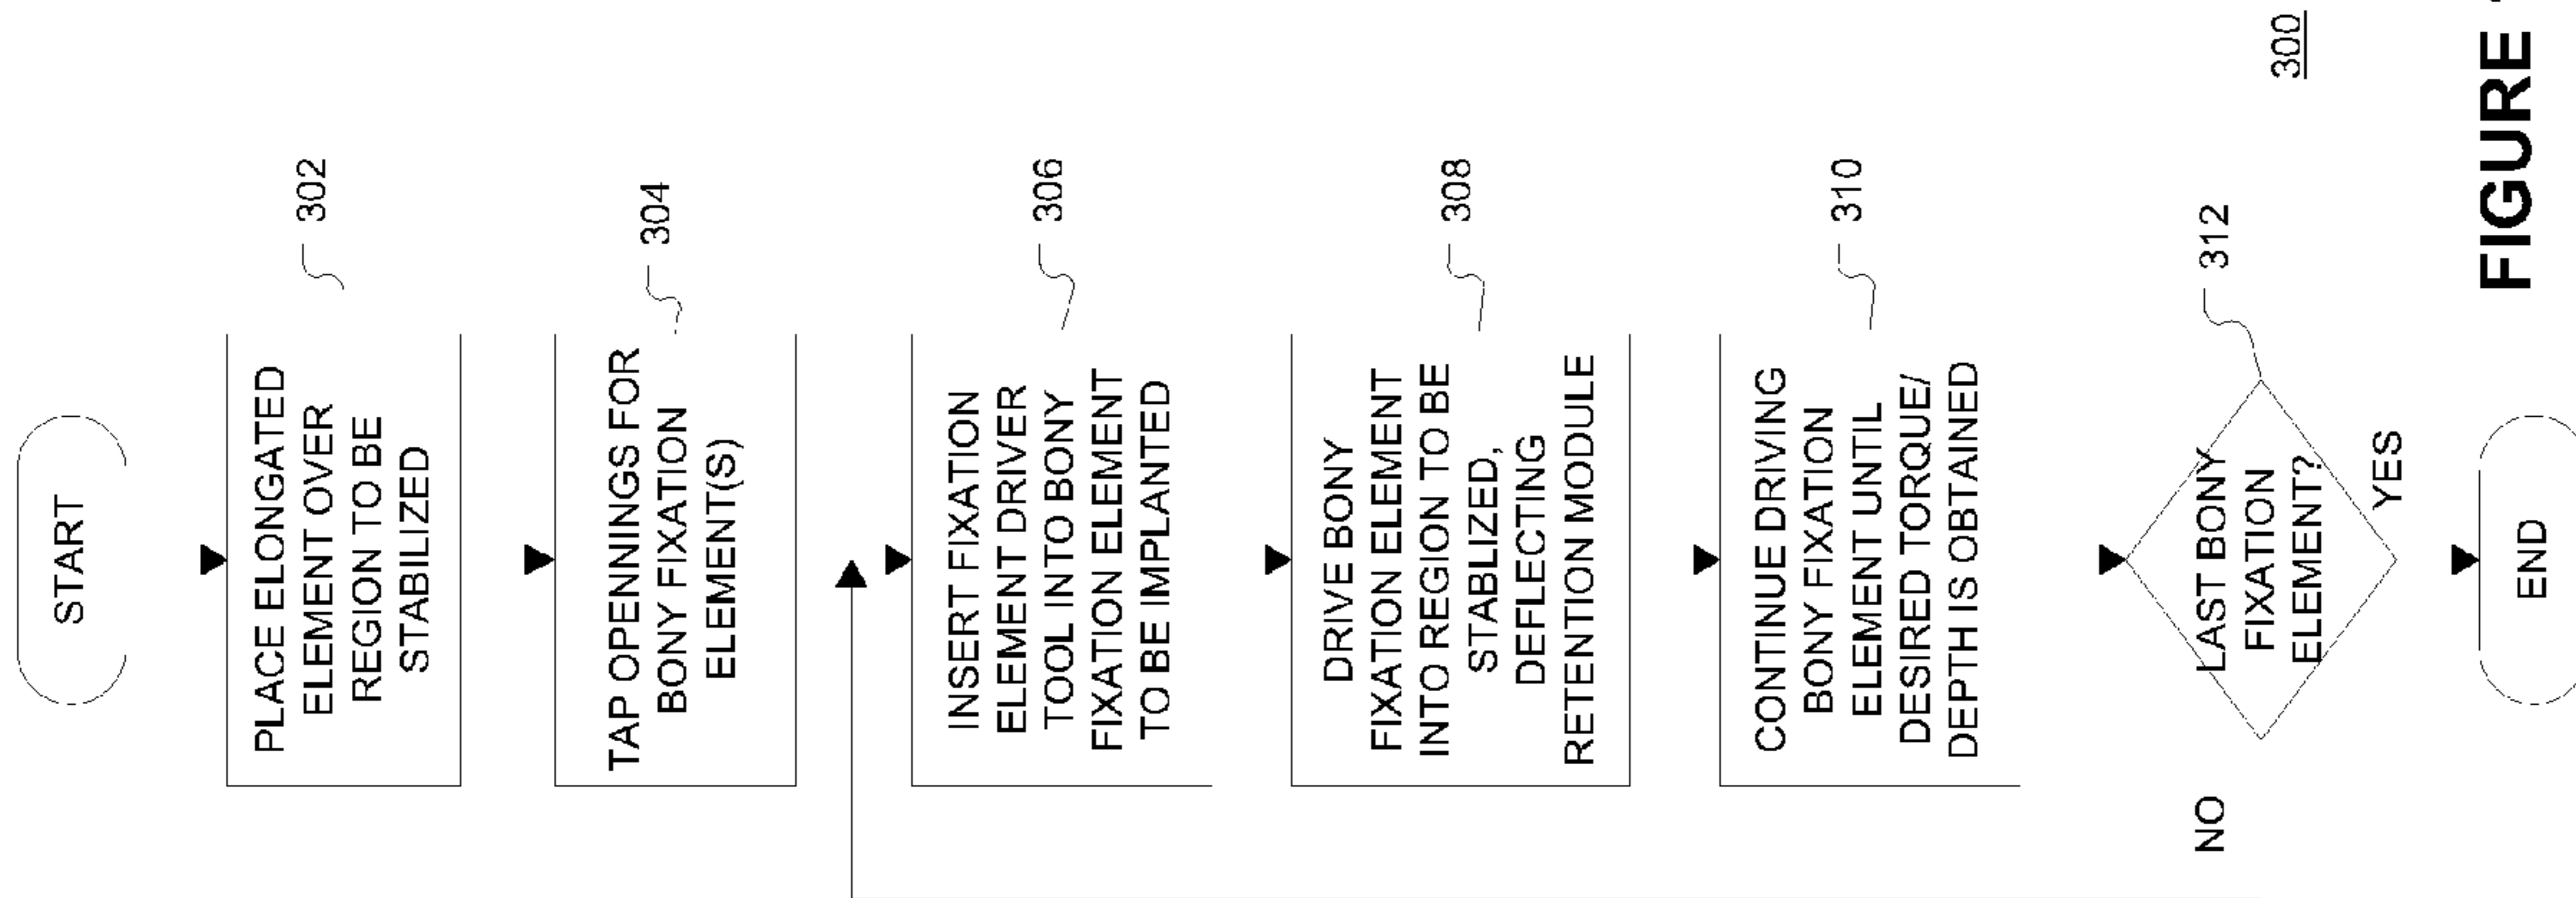 START
PLACE ELONGATED
ELEMENT OVER
REGION TO BE
STABILIZED
302
TAP OPENNINGS FOR
BONY FIXATION
ELEMENT(S)
304
INSERT FIXATION
ELEMENT DRIVER
TOOL INTO BONY
FIXATION ELEMENT
TO BE IMPLANTED
306
DRIVE BONY
FIXATION ELEMENT
INTO REGION TO BE
STABLIZED,
DEFLECTING
RETENTION MODULE
308
CONTINUE DRIVING
BONY FIXATION
ELEMENT UNTIL
DESIRED TORQUE/
DEPTH IS OBTAINED
310
LAST BONY
FIXATION
ELEMENT?
312
NO
YES
END
300
FIGURE